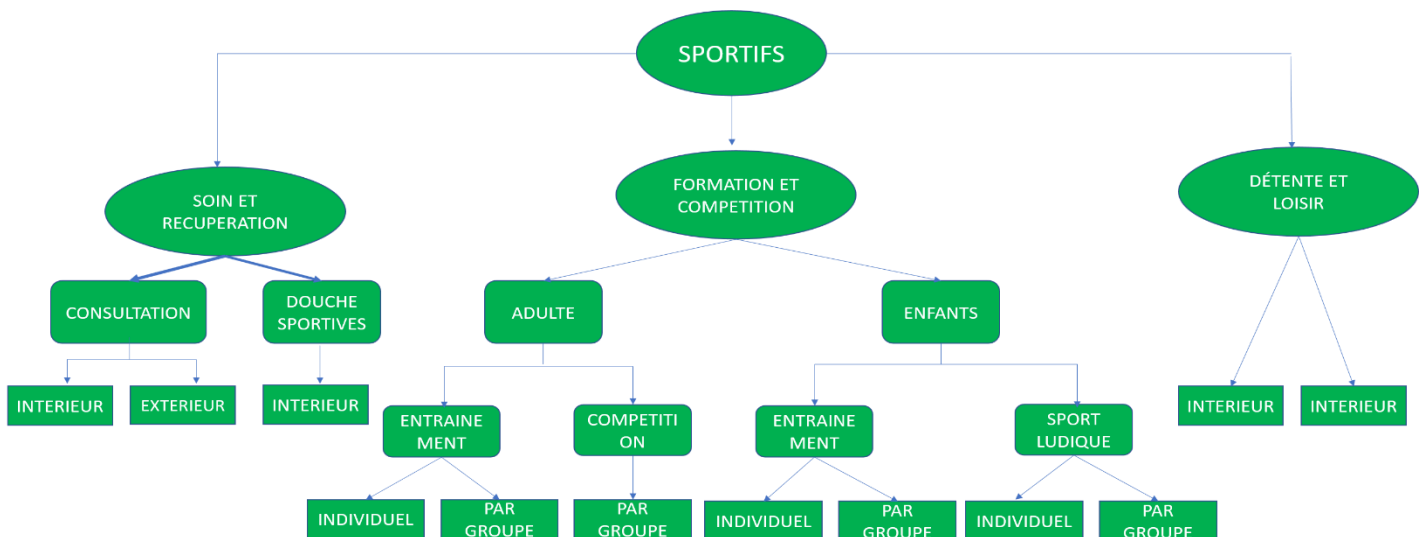 SPORTIFS
SOIN ET
RECUPERATION
FORMATION ET
COMPETITION
DÉTENTE ET
LOISIR
CONSULTATION
DOUCHE
SPORTIVES
ADULTE
ENFANTS
INTERIEUR
EXTERIEUR
INTERIEUR
ENTRAINE
MENT
COMPETITI
ON
ENTRAINE
MENT
SPORT
LUDIQUE
INTERIEUR
INTERIEUR
INDIVIDUEL
PAR
GROUPE
PAR
GROUPE
INDIVIDUEL
PAR
GROUPE
INDIVIDUEL
PAR
GROUPE